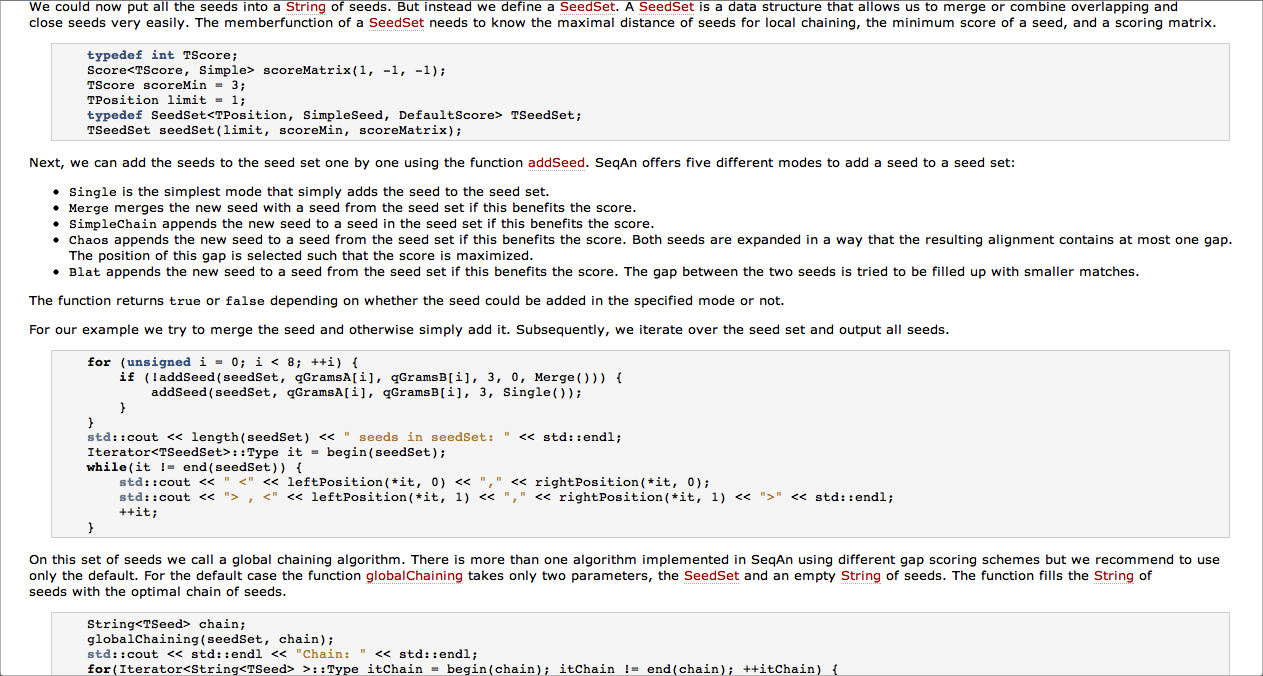 We could now put all the seeds into a String of seeds. But instead we define a SeedSet. A SeedSet is a data structure that allows us to merge or combine overlapping and
close seeds very easily. The memberfunction of a SeedSet needs to know the maximal distance of seeds for local chaining, the minimum score of a seed, and a scoring matrix.
typedef int TScore;
Score<TScore, Simple> scoreMatrix(1, -1, -1);
TScore scoreMin = 3;
TPosition limit = 1;
typedef SeedSet<TPosition, SimpleSeed, DefaultScore> TSeedSet;
TSeedSet seedSet(limit, scoreMin, scoreMatrix);
Next, we can add the seeds to the seed set one by one using the function addSeed. SeqAn offers five different modes to add a seed to a seed set:
• Single is the simplest mode that simply adds the seed to the seed set.
• Merge merges the new seed with a seed from the seed set if this benefits the score.
• SimpleChain appends the new seed to a seed in the seed set if this benefits the score.
• Chaos appends the new seed to a seed from the seed set if this benefits the score. Both seeds are expanded in a way that the resulting alignment contains at most one gap.
The position of this gap is selected such that the score is maximized.
• Blat appends the new seed to a seed from the seed set if this benefits the score. The gap between the two seeds is tried to be filled up with smaller matches.
The function returns true or false depending on whether the seed could be added in the specified mode or not.
For our example we try to merge the seed and otherwise simply add it. Subsequently, we iterate over the seed set and output all seeds.
for (unsigned i = 0; i < 8; ++i) {
    if (!addSeed(seedSet, qGramsA[i], qGramsB[i], 3, 0, Merge())) {
        addSeed(seedSet, qGramsA[i], qGramsB[i], 3, Single());
    }
}
std::cout << length(seedSet) << " seeds in seedSet: " << std::endl;
Iterator<TSeedSet>::Type it = begin(seedSet);
while(it != end(seedSet)) {
    std::cout << " <" << leftPosition(*it, 0) << "," << rightPosition(*it, 0);
    std::cout << "> , <" << leftPosition(*it, 1) << "," << rightPosition(*it, 1) << ">" << std::endl;
    ++it;
}
On this set of seeds we call a global chaining algorithm. There is more than one algorithm implemented in SeqAn using different gap scoring schemes but we recommend to use
only the default. For the default case the function globalChaining takes only two parameters, the SeedSet and an empty String of seeds. The function fills the String of
seeds with the optimal chain of seeds.
String<TSeed> chain;
globalChaining(seedSet, chain);
std::cout << std::endl << "Chain: " << std::endl;
for(Iterator<String<TSeed> >::Type itChain = begin(chain); itChain != end(chain); ++itChain) {